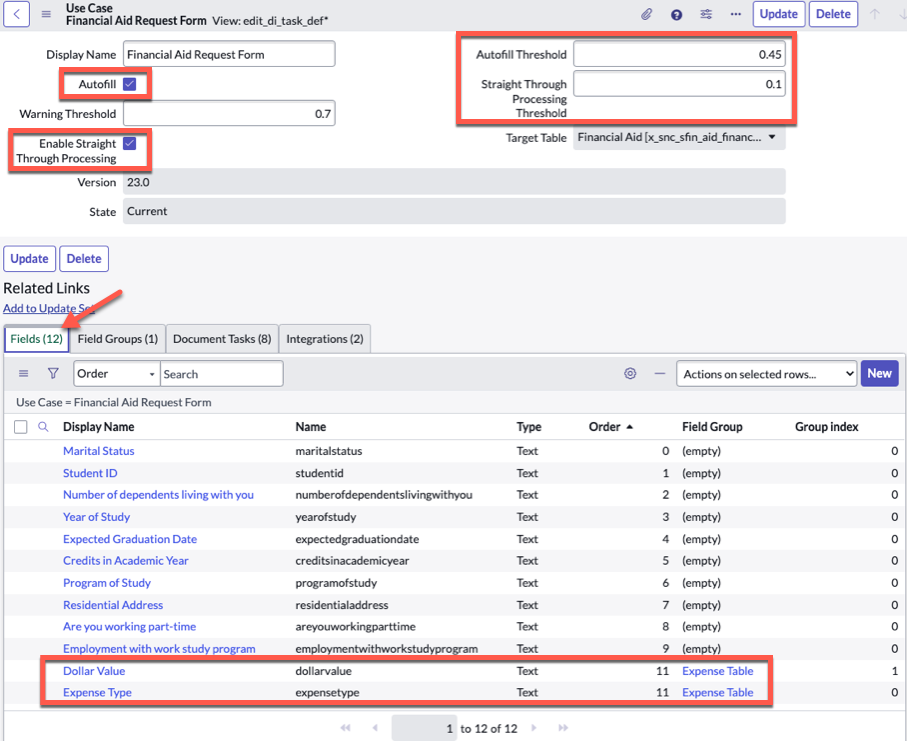 Use Case
Financial Aid Request Form View: edit_di_task_def*
Update
Delete
Display Name Financial Aid Request Form
Autofill Threshold 0.45
Autofill
Straight Through Processing Threshold 0.1
Warning Threshold 0.7
Enable Straight Through Processing
Target Table Financial Aid [x_snc_sfin_aid_financ...
Version 23.0
State Current
Update
Delete
Related Links
Add to Update Set
Fields (12) Field Groups (1) Document Tasks (8) Integrations (2)
Order Search Actions on selected rows... New
Use Case = Financial Aid Request Form
Display Name Name Type Order Field Group Group index
Marital Status maritalstatus Text 0 (empty) 0
Student ID studentid Text 1 (empty) 0
Number of dependents living with you numberofdependentslivingwithyou Text 2 (empty) 0
Year of Study yearofstudy Text 3 (empty) 0
Expected Graduation Date expectedgraduationdate Text 4 (empty) 0
Credits in Academic Year creditsinacademicyear Text 5 (empty) 0
Program of Study programofstudy Text 6 (empty) 0
Residential Address residentialaddress Text 7 (empty) 0
Are you working part-time areyouworkingparttime Text 8 (empty) 0
Employment with work study program employmentwithworkstudyprogram Text 9 (empty) 0
Dollar Value dollarvalue Text 11 Expense Table 1
Expense Type expensetype Text 11 Expense Table 0
1 to 12 of 12